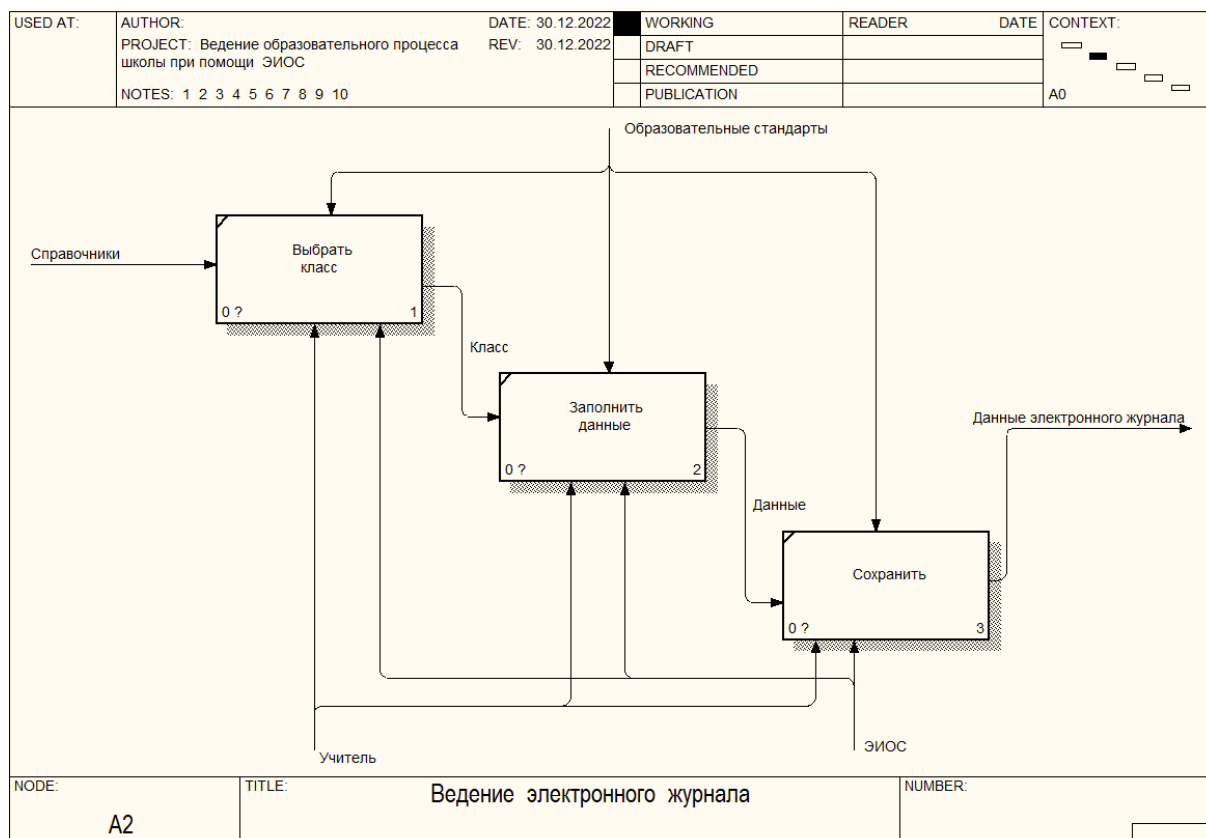 USED AT:
AUTHOR: DATE: 30.12.2022
PROJECT: Ведение образовательного процесса REV: 30.12.2022
школы при помощи ЭИОС
NOTES: 1 2 3 4 5 6 7 8 9 10
WORKING
DRAFT
RECOMMENDED
PUBLICATION
READER DATE
CONTEXT:
A0
Образовательные стандарты
Справочники
Выбрать
класс
0 ? 1
Класс
Заполнить
данные
0 ? 2
Данные электронного журнала
Данные
Сохранить
0 ? 3
Учитель
ЭИОС
NODE:
A2
TITLE:
Ведение электронного журнала
NUMBER: